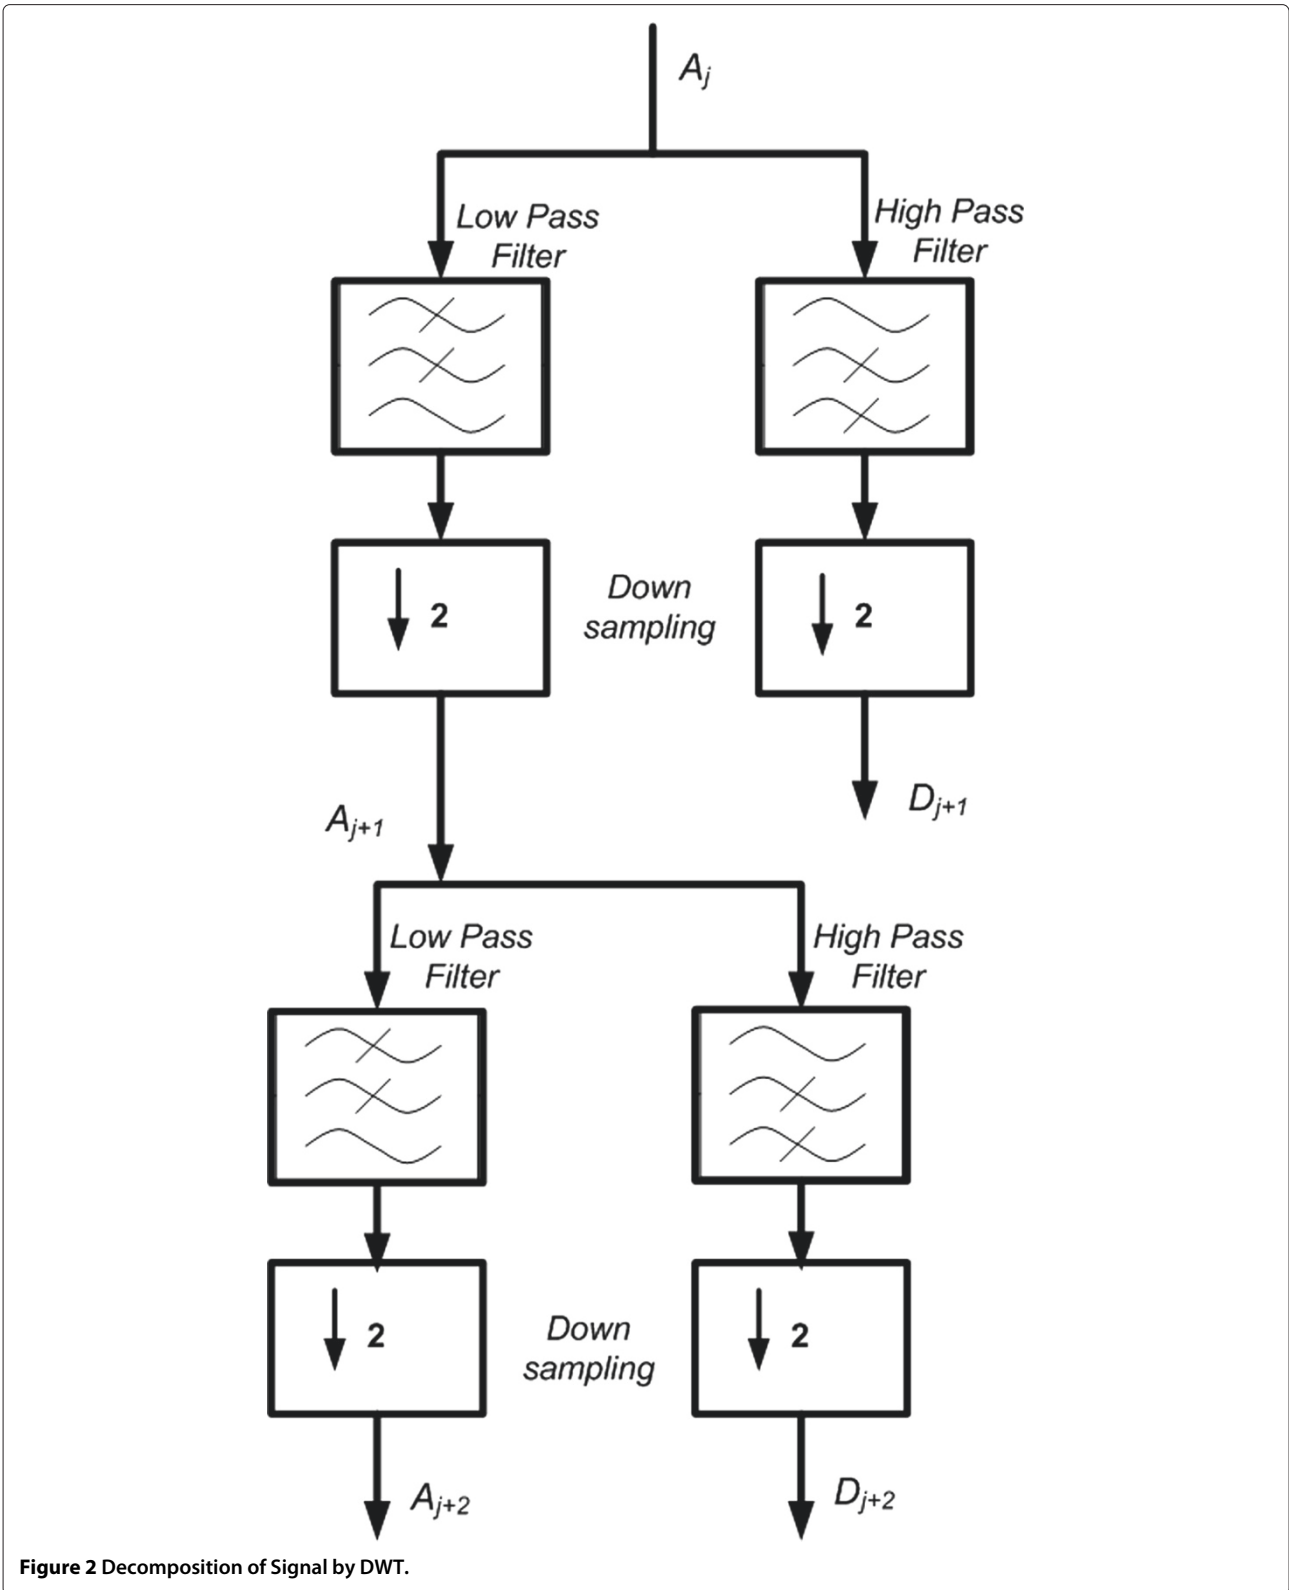 Aj
Low Pass
Filter
High Pass
Filter
2
Down
sampling
2
Aj+1
Dj+1
Low Pass
Filter
High Pass
Filter
2
Down
sampling
2
Aj+2
Dj+2
Figure 2 Decomposition of Signal by DWT.